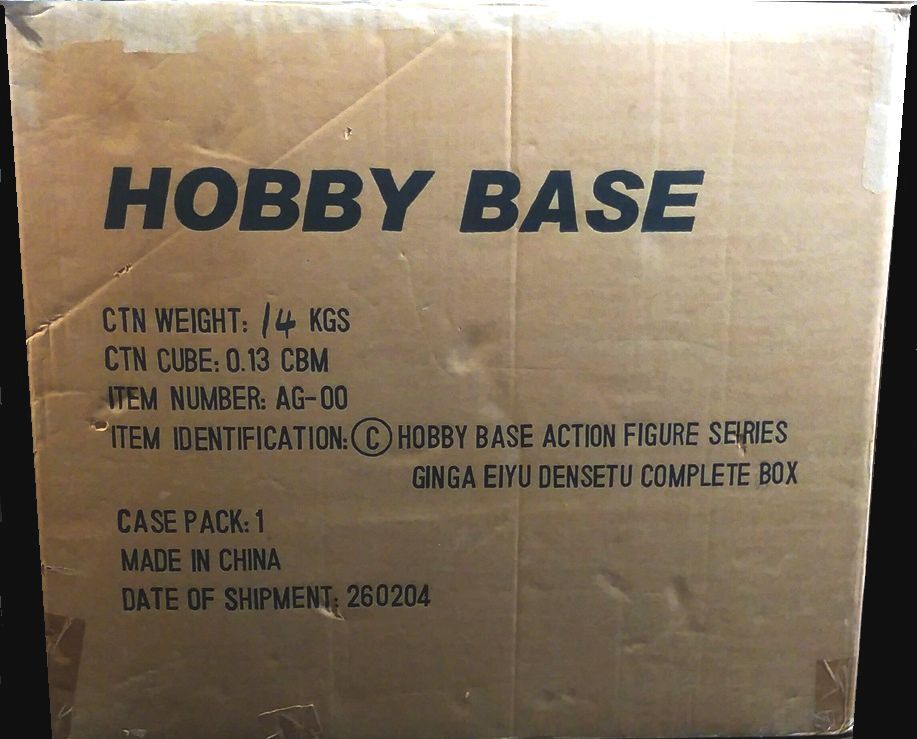 HOBBY BASE
CTN WEIGHT: 14 KGS
CTN CUBE: 0.13 CBM
ITEM NUMBER: AG-00
ITEM IDENTIFICATION: Ⓒ HOBBY BASE ACTION FIGURE SEIRIES
GINGA EIYU DENSETU COMPLETE BOX
CASE PACK: 1
MADE IN CHINA
DATE OF SHIPMENT: 260204